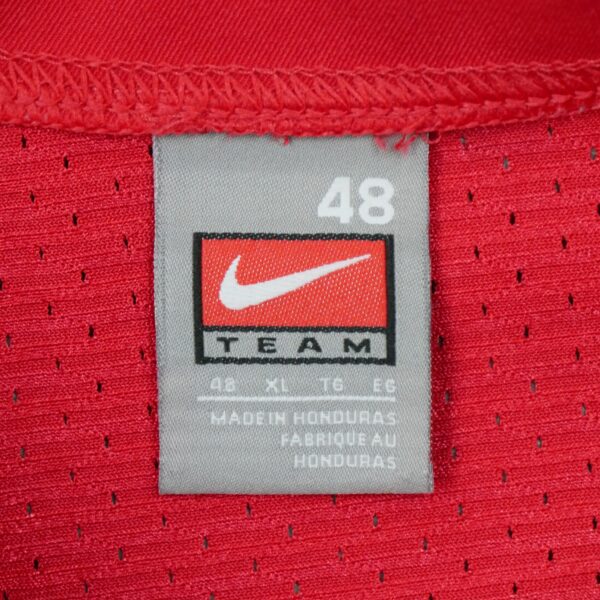 48
TEAM
48 XL TG EG
MADE IN HONDURAS
FABRIQUE AU
HONDURAS